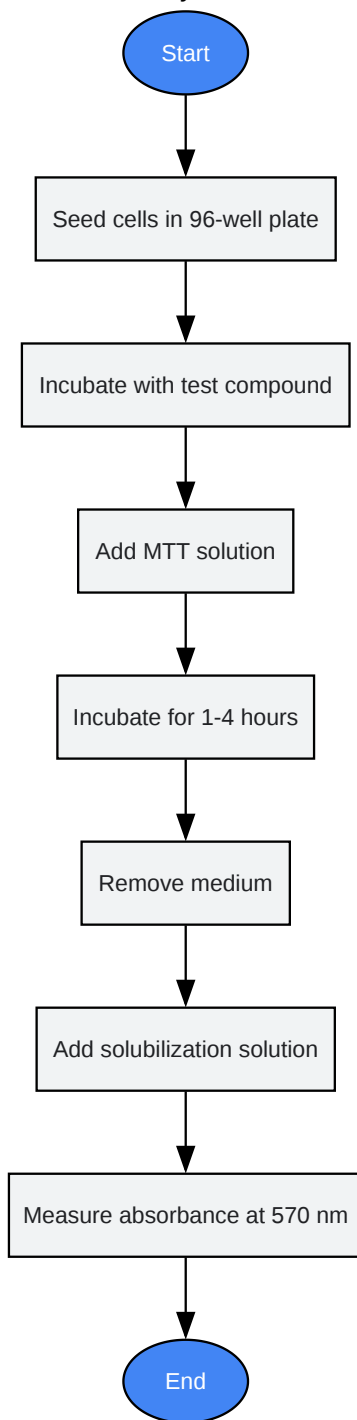 Start
Seed cells in 96-well plate
Incubate with test compound
Add MTT solution
Incubate for 1-4 hours
Remove medium
Add solubilization solution
Measure absorbance at 570 nm
End